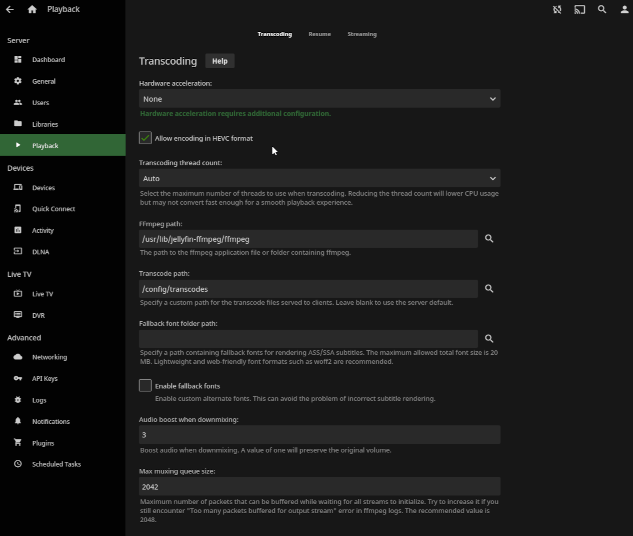 Playback
Transcoding
Resume
Streaming
Server
Dashboard
General
Users
Libraries
Playback
Devices
Devices
Quick Connect
Activity
DLNA
Live TV
Live TV
DVR
Advanced
Networking
API Keys
Logs
Notifications
Plugins
Scheduled Tasks
Transcoding
Help
Hardware acceleration:
None
Hardware acceleration requires additional configuration.
Allow encoding in HEVC format
Transcoding thread count:
Auto
Select the maximum number of threads to use when transcoding. Reducing the thread count will lower CPU usage
but may not convert fast enough for a smooth playback experience.
FFmpeg path:
/usr/lib/jellyfin-ffmpeg/ffmpeg
The path to the ffmpeg application file or folder containing ffmpeg.
Transcode path:
/config/transcodes
Specify a custom path for the transcode files served to clients. Leave blank to use the server default.
Fallback font folder path:
Specify a path containing fallback fonts for rendering ASS/SSA subtitles. The maximum allowed total font size is 20
MB. Lightweight and web-friendly font formats such as woff2 are recommended.
Enable fallback fonts
Enable custom alternate fonts. This can avoid the problem of incorrect subtitle rendering.
Audio boost when downmixing:
3
Boost audio when downmixing. A value of one will preserve the original volume.
Max muxing queue size:
2042
Maximum number of packets that can be buffered while waiting for all streams to initialize. Try to increase it if you
still encounter "Too many packets buffered for output stream" error in ffmpeg logs. The recommended value is
2048.